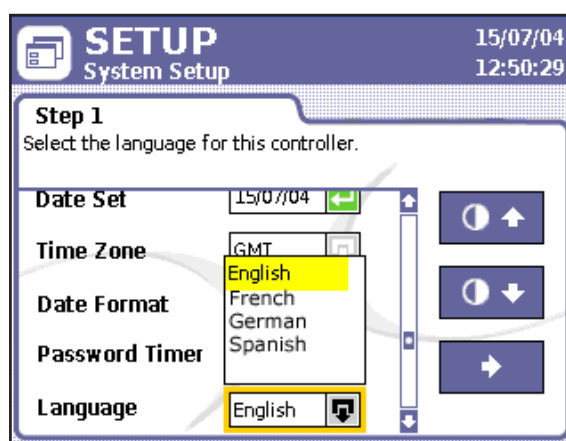 SETUP 15/07/04
System Setup 12:50:29
Step 1
Select the language for this controller.
Date Set 15/07/04
Time Zone GMT
English
French
Date Format
German
Spanish
Password Timer
Language English